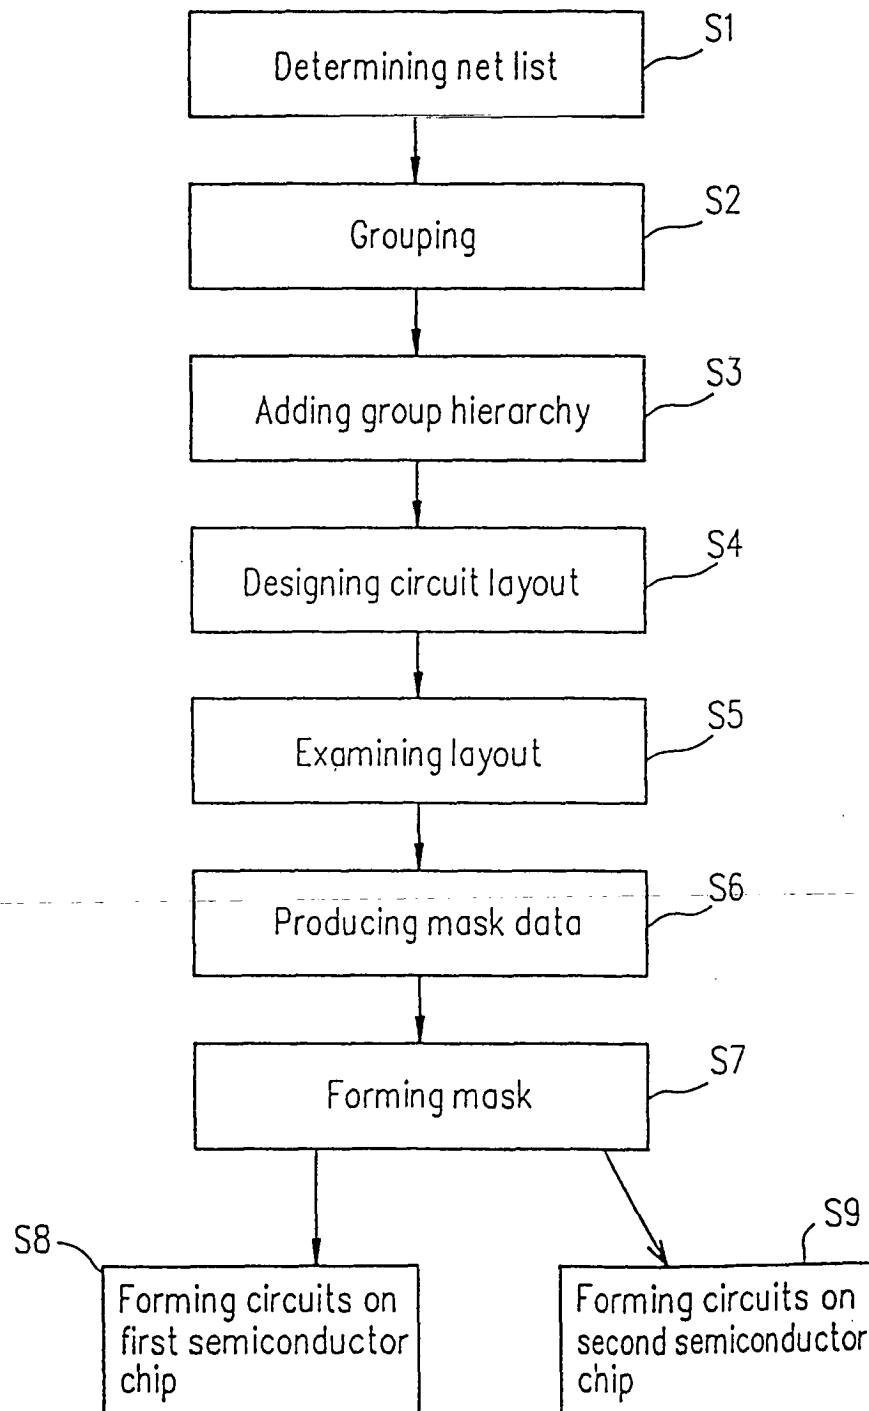 S1
Determining net list
S2
Grouping
S3
Adding group hierarchy
S4
Designing circuit layout
S5
Examining layout
S6
Producing mask data
S7
Forming mask
S8
Forming circuits on
first semiconductor
chip
S9
Forming circuits on
second semiconductor
chip